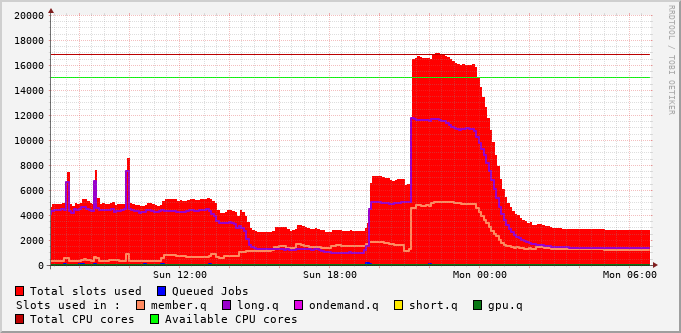 20000
18000
16000
14000
12000
10000
8000
6000
4000
2000
0
Sun 12:00 Sun 18:00 Mon 00:00 Mon 06:00
RRDTOOL / TOBI OETIKER
Total slots used Queued Jobs
Slots used in : member.q long.q ondemand.q short.q gpu.q
Total CPU cores Available CPU cores